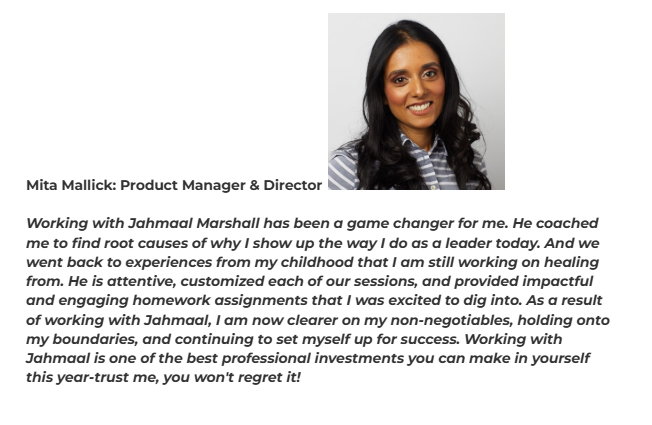 Mita Mallick: Product Manager & Director
Working with Jahmaal Marshall has been a game changer for me. He coached
me to find root causes of why I show up the way I do as a leader today. And we
went back to experiences from my childhood that I am still working on healing
from. He is attentive, customized each of our sessions, and provided impactful
and engaging homework assignments that I was excited to dig into. As a result
of working with Jahmaal, I am now clearer on my non-negotiables, holding onto
my boundaries, and continuing to set myself up for success. Working with
Jahmaal is one of the best professional investments you can make in yourself
this year-trust me, you won't regret it!